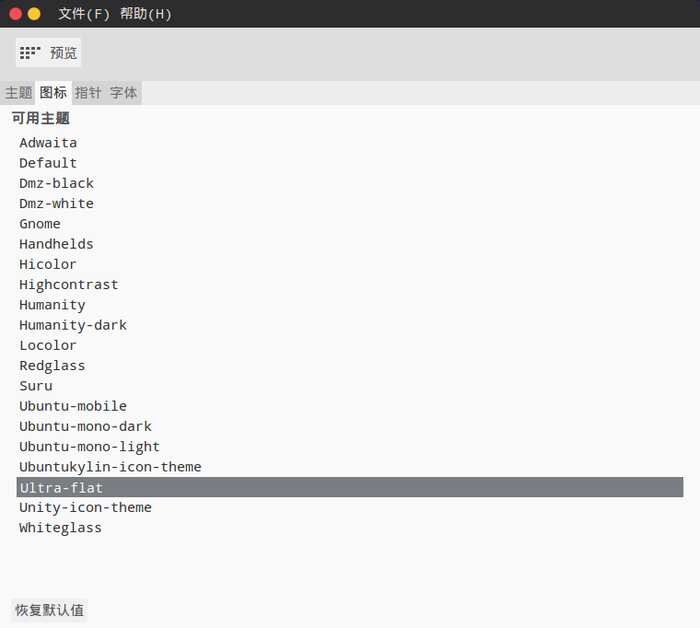 文件(F) 帮助(H)
预览
主题 图标 指针 字体
可用主题
Adwaita
Default
Dmz-black
Dmz-white
Gnome
Handhelds
Hicolor
Highcontrast
Humanity
Humanity-dark
Locolor
Redglass
Suru
Ubuntu-mobile
Ubuntu-mono-dark
Ubuntu-mono-light
Ubuntukylin-icon-theme
Ultra-flat
Unity-icon-theme
Whiteglass
恢复默认值